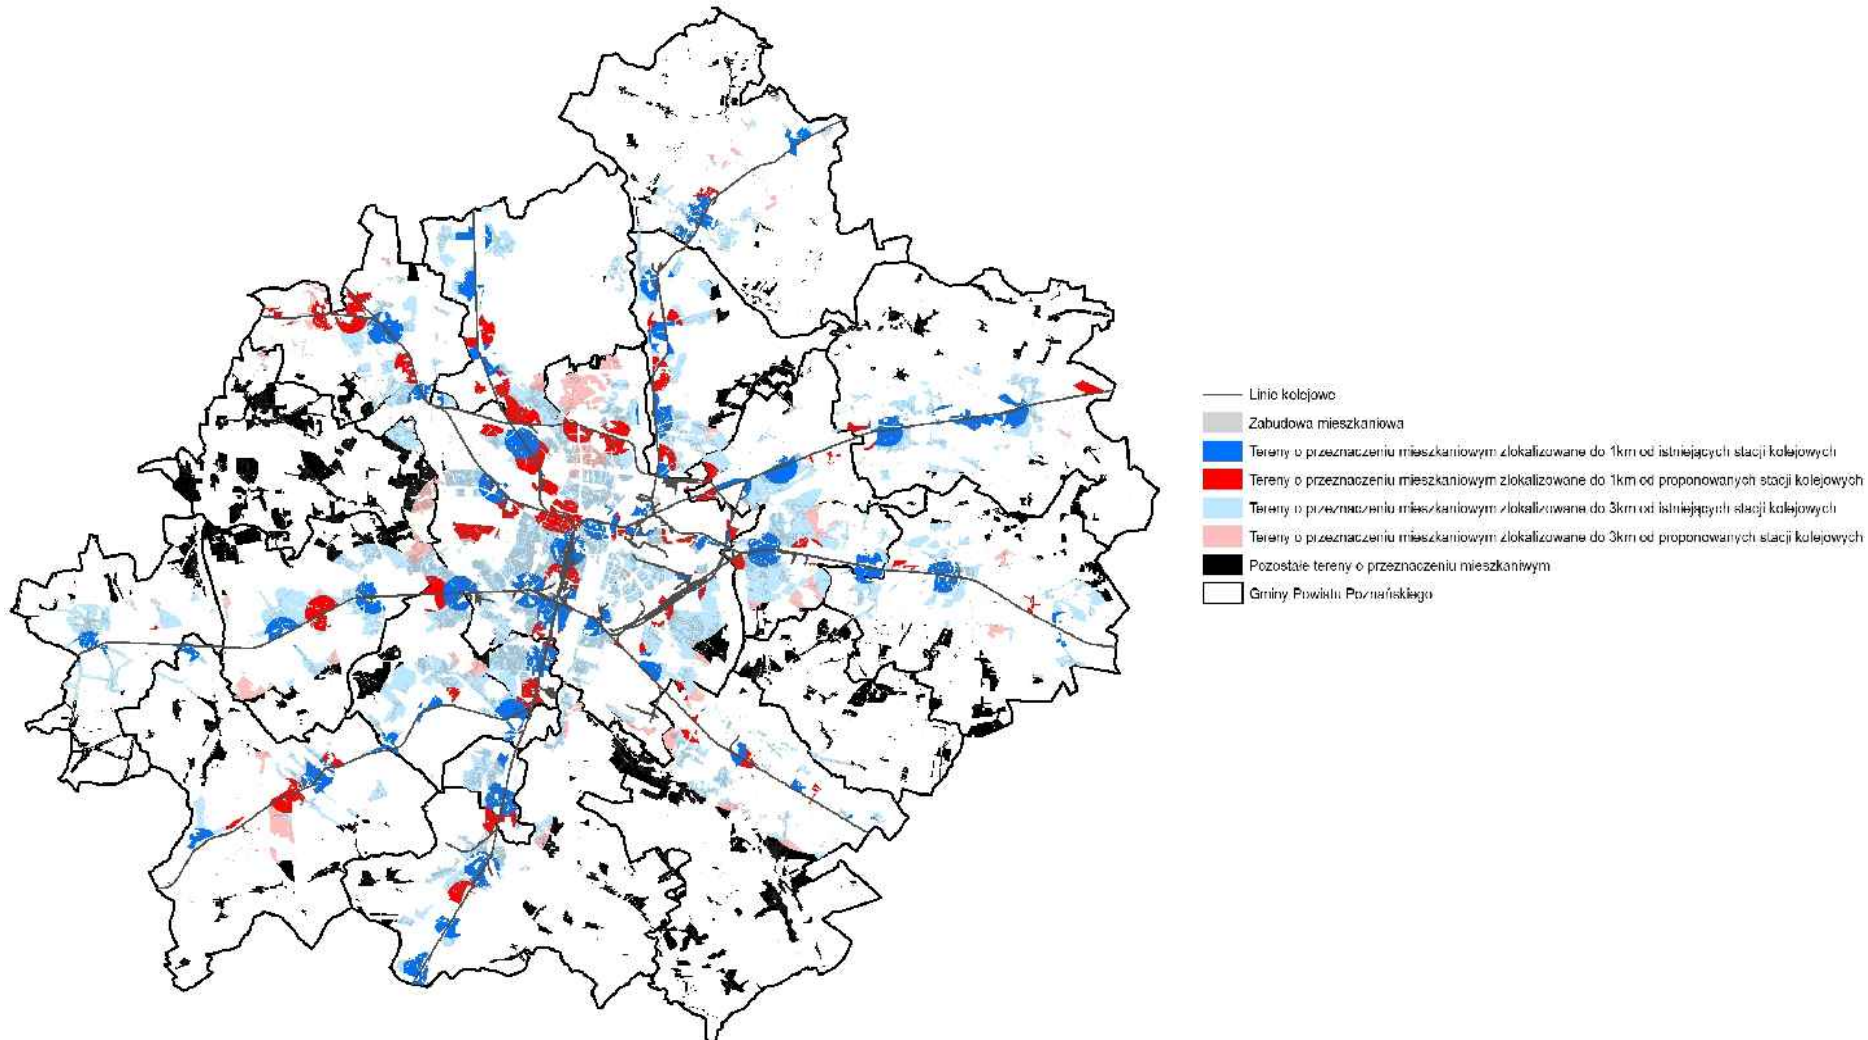 Linie kolejowe
Zabudowa mieszkaniowa
Tereny o przeznaczeniu mieszkaniowym zlokalizowane do 1km od istniejących stacji kolejowych
Tereny o przeznaczeniu mieszkaniowym zlokalizowane do 1km od proponowanych stacji kolejowych
Tereny o przeznaczeniu mieszkaniowym zlokalizowane do 3km od istniejących stacji kolejowych
Tereny o przeznaczeniu mieszkaniowym zlokalizowane do 3km od proponowanych stacji kolejowych
Pozostałe tereny o przeznaczeniu mieszkaniwym
Gminy Powiatu Poznańskiego